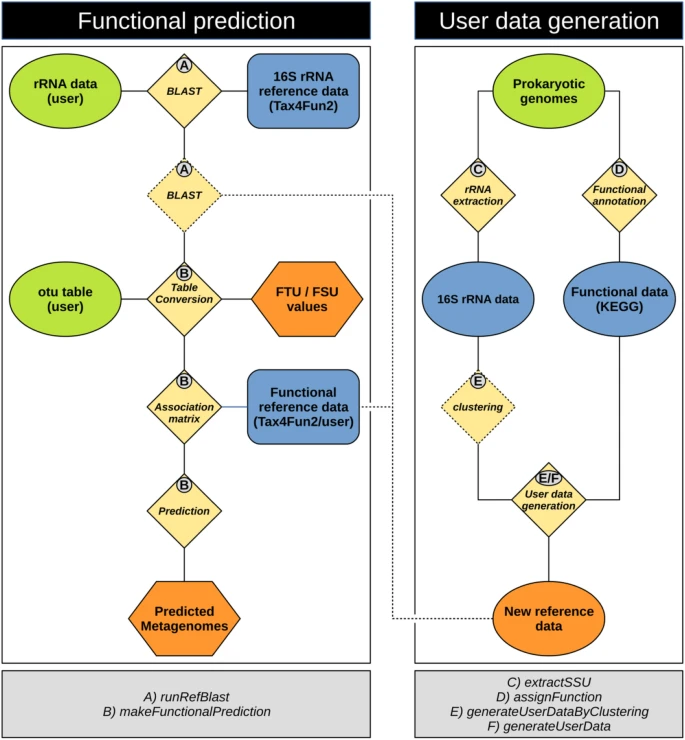 Functional prediction
User data generation
rRNA data
(user)
A
BLAST
16S rRNA
reference data
(Tax4Fun2)
A
BLAST
otu table
(user)
B
Table
Conversion
FTU / FSU
values
B
Association
matrix
Functional
reference data
(Tax4Fun2/user)
B
Prediction
Predicted
Metagenomes
A) runRefBlast
B) makeFunctionalPrediction
Prokaryotic
genomes
C
rRNA
extraction
D
Functional
annotation
16S rRNA data
Functional data
(KEGG)
E
clustering
E/F
User data
generation
New reference
data
C) extractSSU
D) assignFunction
E) generateUserDataByClustering
F) generateUserData